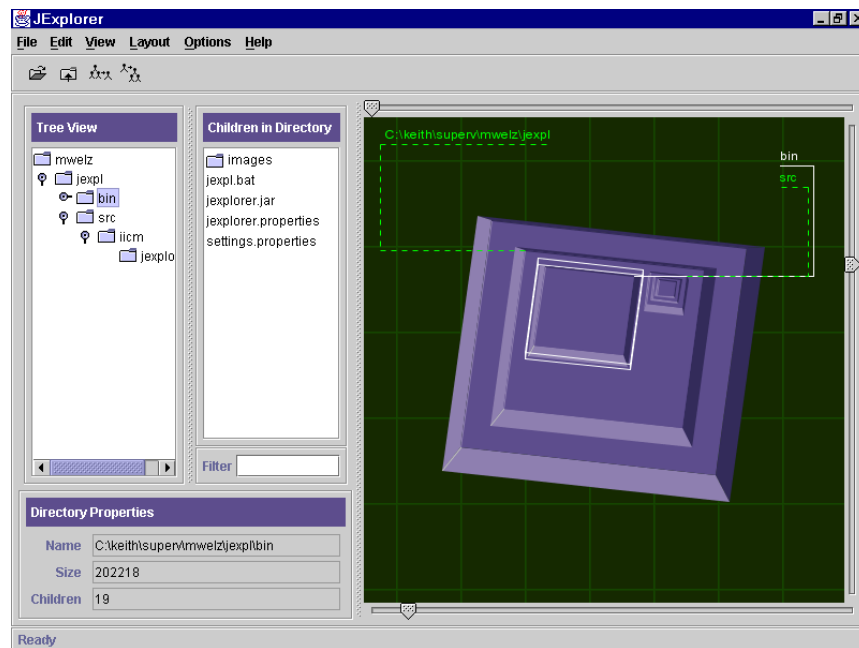 JExplorer
File Edit View Layout Options Help
Tree View
mwelz
jexpl
bin
src
iicm
jexplo
Children in Directory
images
jexpl.bat
jexplorer.jar
jexplorer.properties
settings.properties
Filter
C:\keith\superv\mwelz\jexpl
bin
src
Directory Properties
Name C:\keith\superv\mwelz\jexpl\bin
Size 202218
Children 19
Ready